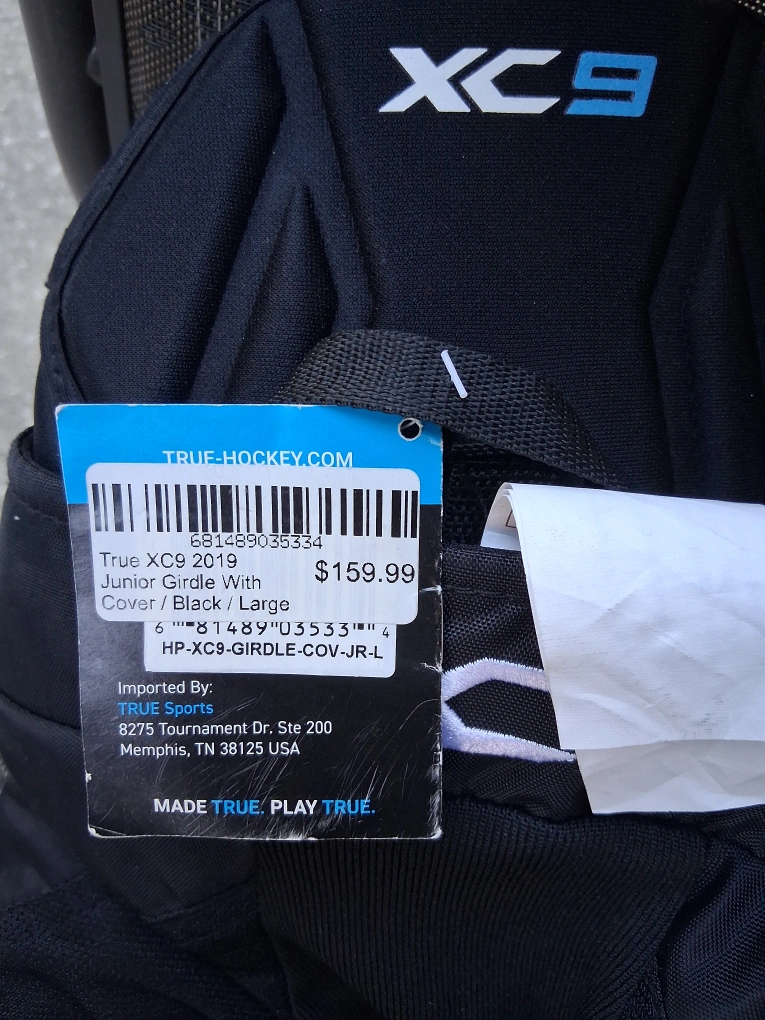 XC9
TRUE-HOCKEY.COM
681489035334
True XC9 2019
Junior Girdle With
Cover / Black / Large
$159.99
6 81489 03533 4
HP-XC9-GIRDLE-COV-JR-L
Imported By:
TRUE Sports
8275 Tournament Dr. Ste 200
Memphis, TN 38125 USA
MADE TRUE. PLAY TRUE.